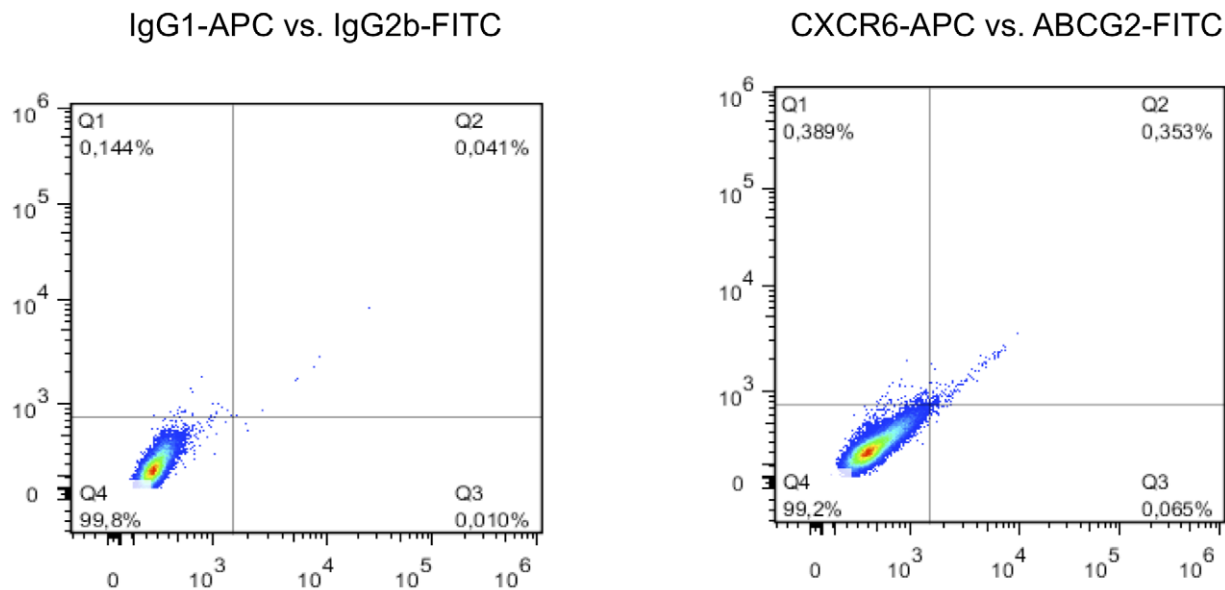 IgG1-APC vs. IgG2b-FITC
CXCR6-APC vs. ABCG2-FITC
10^6
Q1
0,144%
Q2
0,041%
10^5
10^4
10^3
0
Q4
99,8%
Q3
0,010%
0
10^3
10^4
10^5
10^6
10^6
Q1
0,389%
Q2
0,353%
10^5
10^4
10^3
0
Q4
99,2%
Q3
0,065%
0
10^3
10^4
10^5
10^6